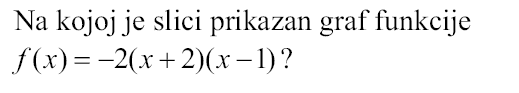 Na kojoj je slici prikazan graf funkcije
f(x) = −2(x + 2)(x − 1)?